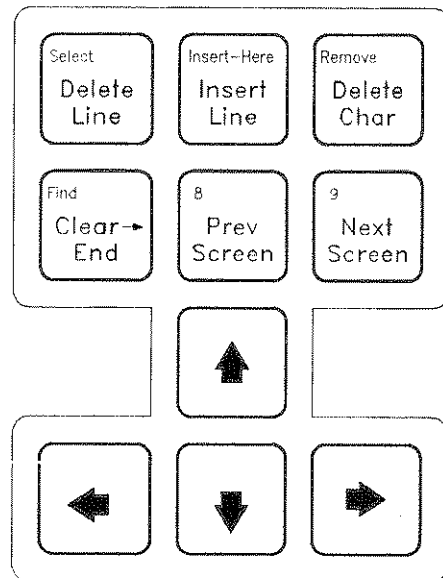 Select
Delete
Line
Insert-Here
Insert
Line
Remove
Delete
Char
Find
Clear→
End
8
Prev
Screen
9
Next
Screen